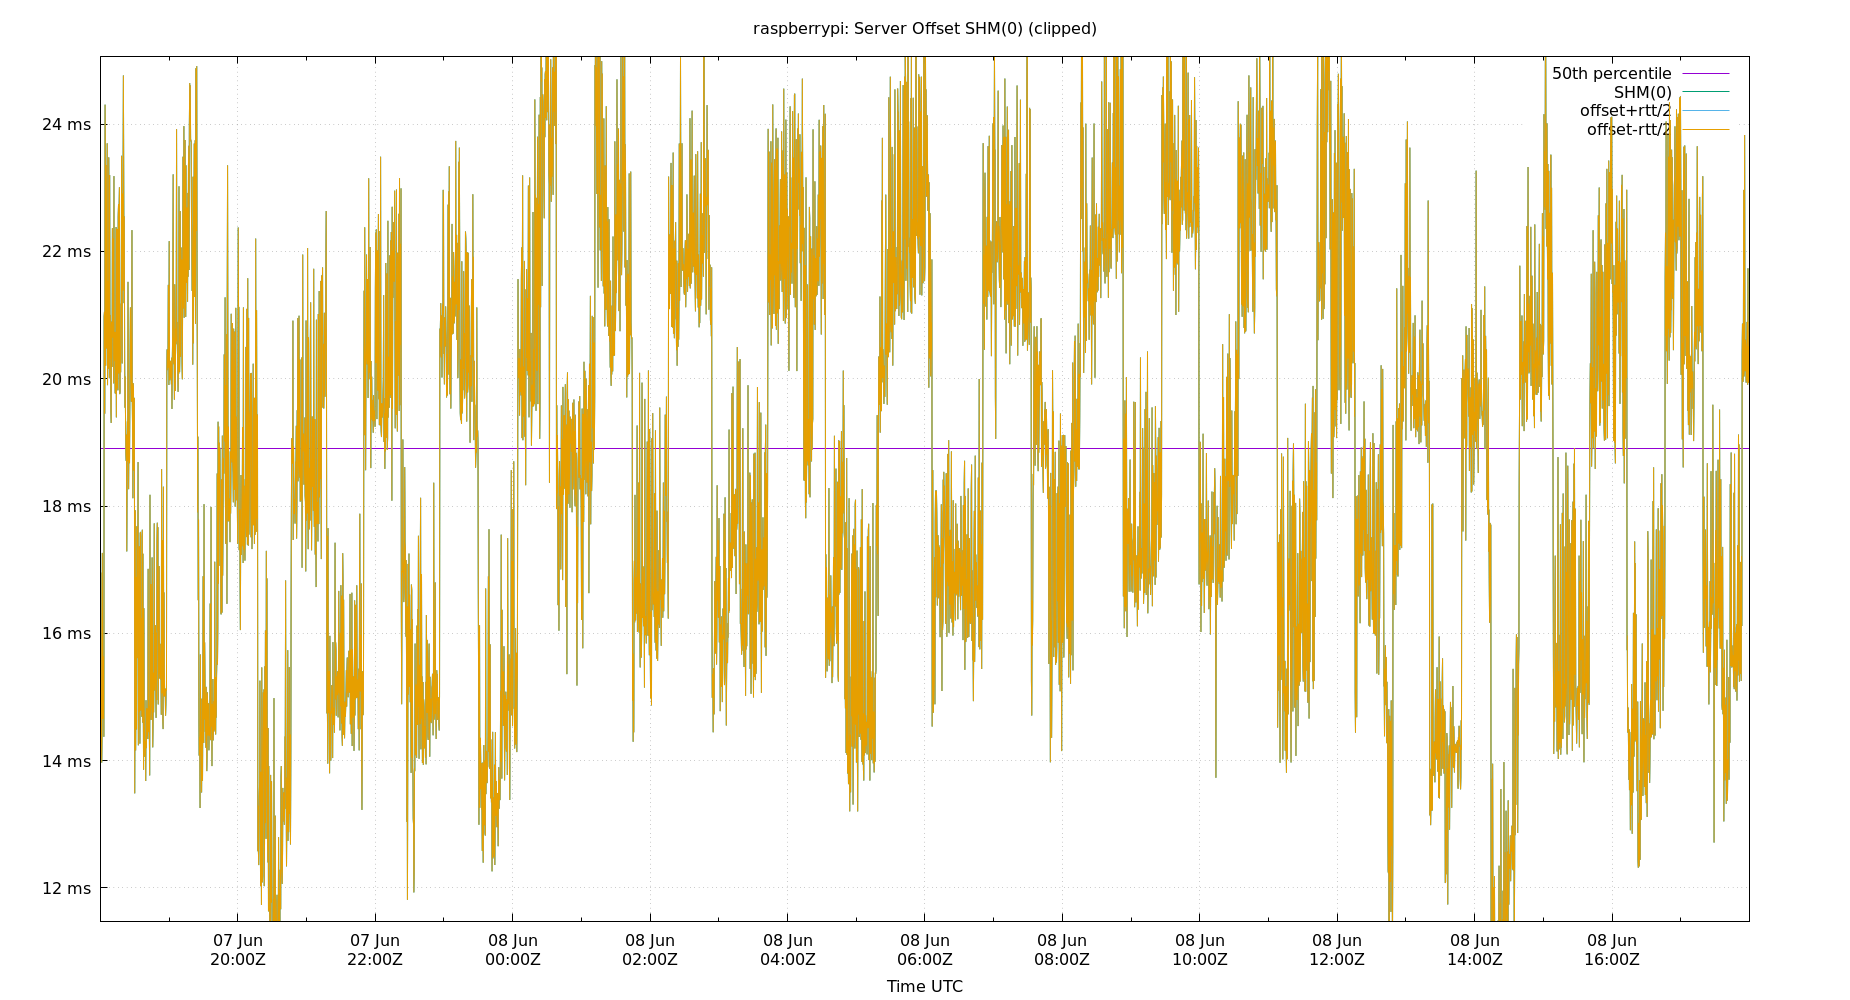 raspberrypi: Server Offset SHM(0) (clipped)
50th percentile
SHM(0)
offset+rtt/2
offset-rtt/2
24 ms
22 ms
20 ms
18 ms
16 ms
14 ms
12 ms
07 Jun 07 Jun 08 Jun 08 Jun 08 Jun 08 Jun 08 Jun 08 Jun 08 Jun 08 Jun 08 Jun
20:00Z 22:00Z 00:00Z 02:00Z 04:00Z 06:00Z 08:00Z 10:00Z 12:00Z 14:00Z 16:00Z
Time UTC